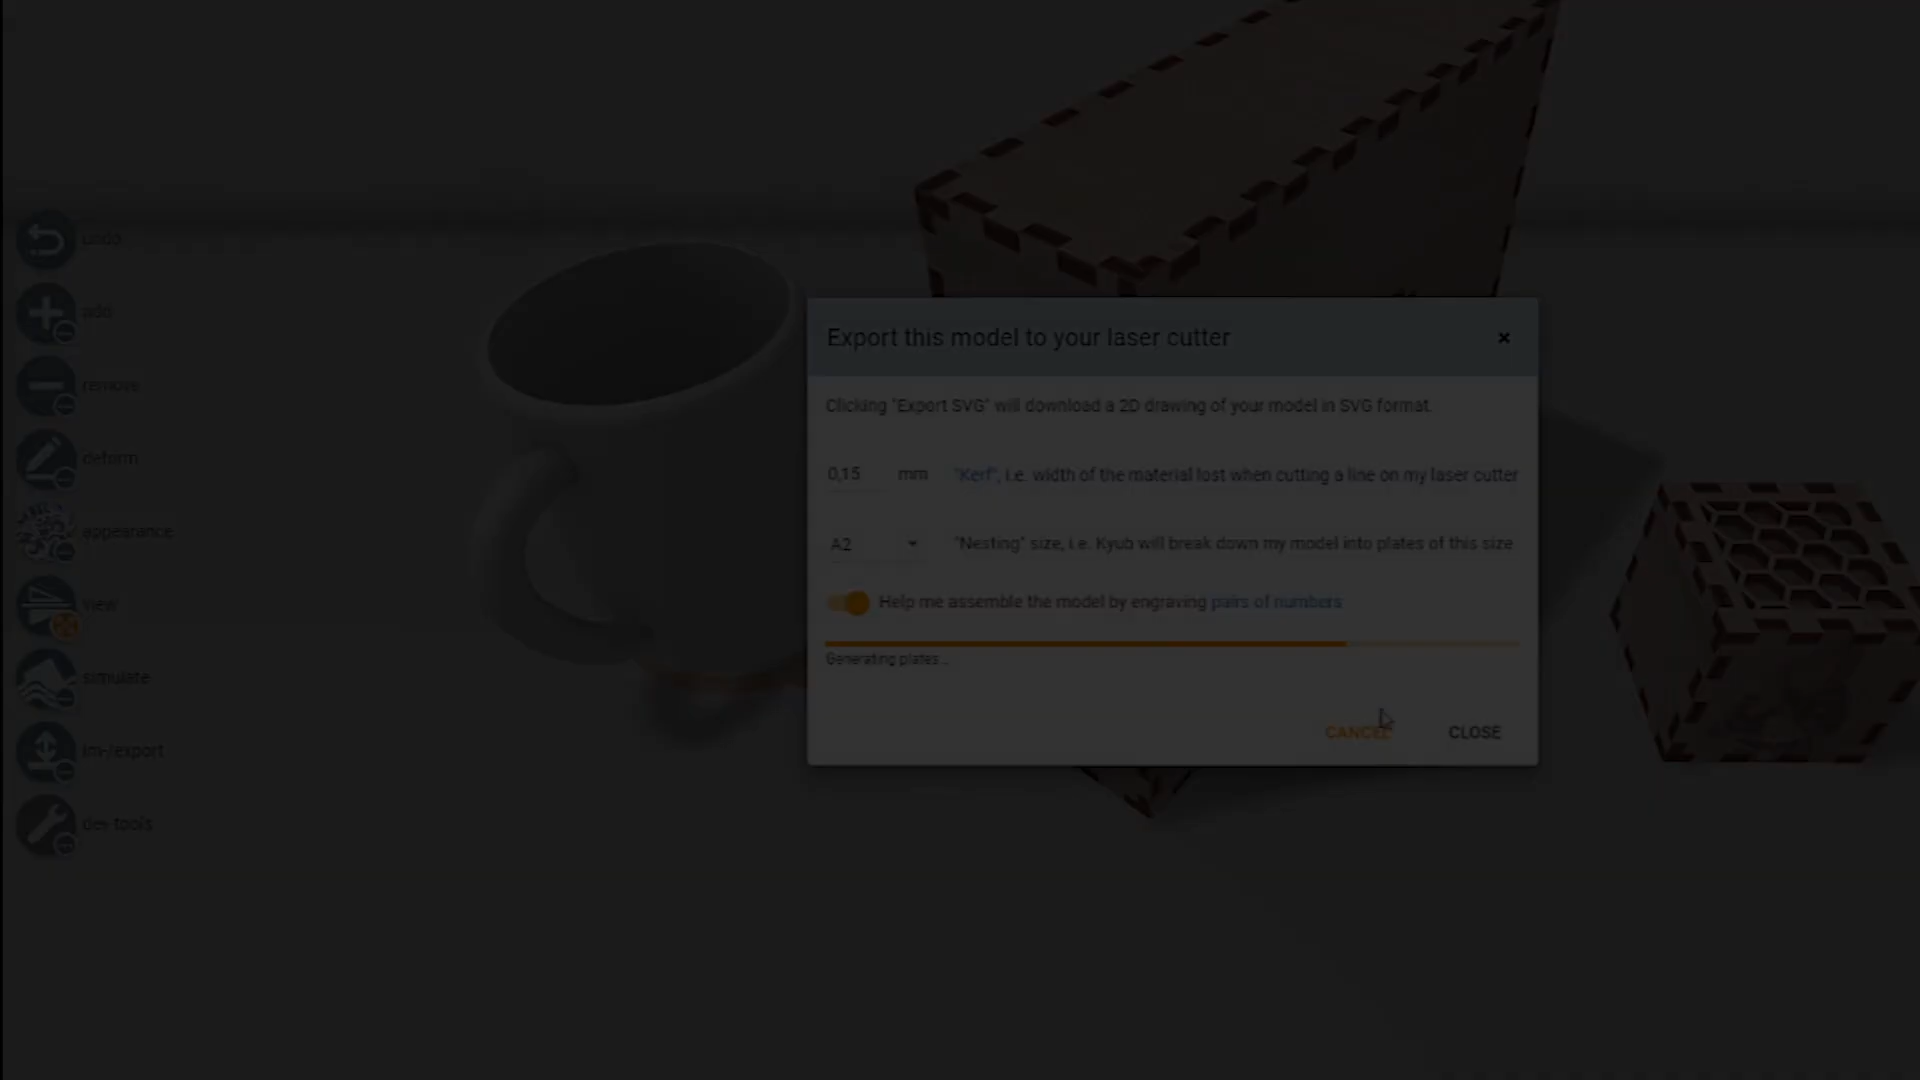 undo
add
remove
deform
appearance
view
simulate
im-/export
dev tools
Export this model to your laser cutter
Clicking "Export SVG" will download a 2D drawing of your model in SVG format.
0,15 mm "Kerf", i.e. width of the material lost when cutting a line on my laser cutter
A2 "Nesting" size, i.e. Kyub will break down my model into plates of this size
Help me assemble the model by engraving pairs of numbers
Generating plates...
CANCEL CLOSE